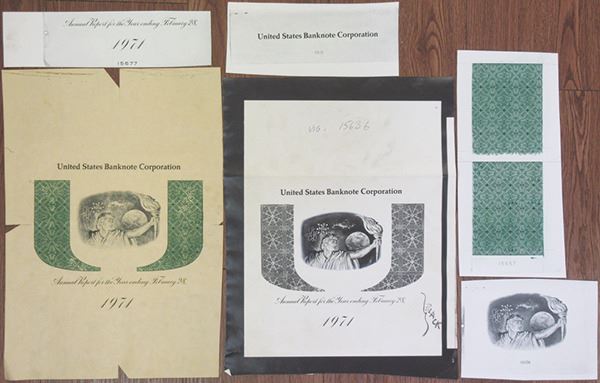 Annual Report for the Year ending February 28,
1971
15677
United States Banknote Corporation
United States Banknote Corporation
Annual Report for the Year ending February 28,
1971
15636
United States Banknote Corporation
Annual Report for the Year ending February 28,
1971